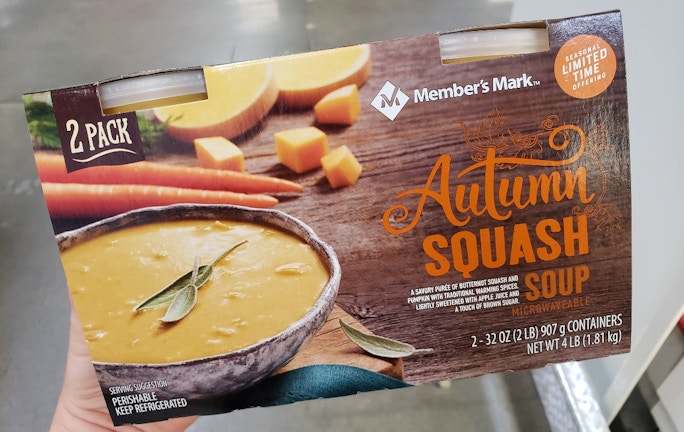 2 PACK
Member's Mark™
SEASONAL
LIMITED
TIME
OFFERING
Autumn
SQUASH
SOUP
MICROWAVEABLE
A SAVORY PURÉE OF BUTTERNUT SQUASH AND
PUMPKIN WITH TRADITIONAL WARMING SPICES,
LIGHTLY SWEETENED WITH APPLE JUICE AND
A TOUCH OF BROWN SUGAR.
2 - 32 OZ (2 LB) 907 g CONTAINERS
NET WT 4 LB (1.81 kg)
SERVING SUGGESTION
PERISHABLE
KEEP REFRIGERATED